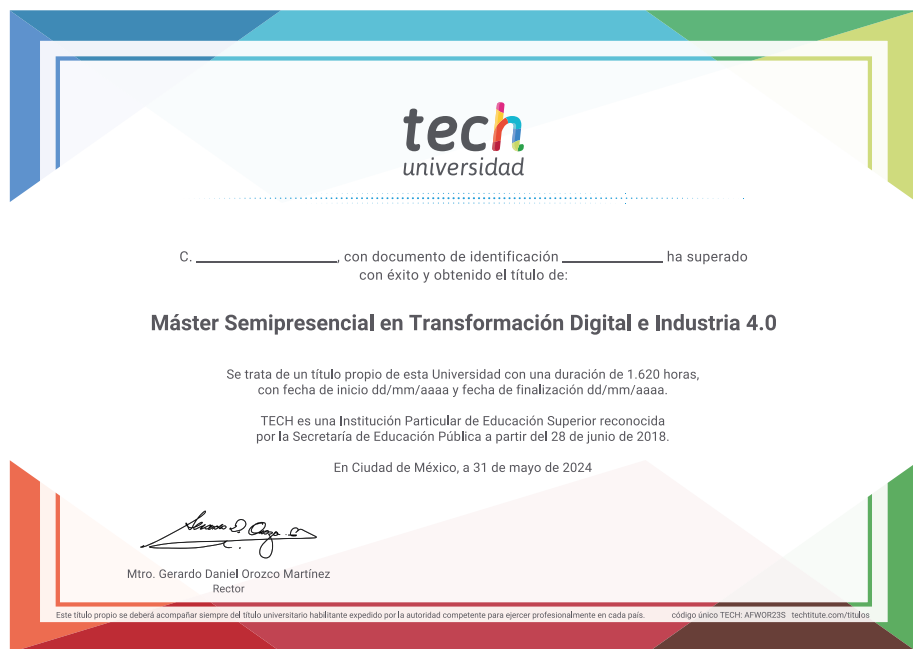 tech
universidad
C. ____________________, con documento de identificación ______________ ha superado
con éxito y obtenido el título de:
Máster Semipresencial en Transformación Digital e Industria 4.0
Se trata de un título propio de esta Universidad con una duración de 1.620 horas,
con fecha de inicio dd/mm/aaaa y fecha de finalización dd/mm/aaaa.
TECH es una Institución Particular de Educación Superior reconocida
por la Secretaría de Educación Pública a partir del 28 de junio de 2018.
En Ciudad de México, a 31 de mayo de 2024
Mtro. Gerardo Daniel Orozco Martínez
Rector
Este título propio se deberá acompañar siempre del título universitario habilitante expedido por la autoridad competente para ejercer profesionalmente en cada país. código único TECH: AFWOR23S techtitute.com/titulos